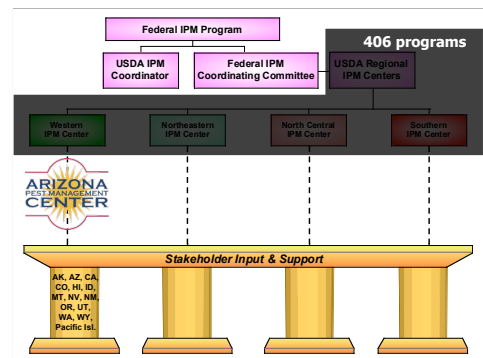 Federal IPM Program
406 programs
USDA IPM
Coordinator
Federal IPM
Coordinating Committee
USDA Regional
IPM Centers
Western
IPM Center
Northeastern
IPM Center
North Central
IPM Center
Southern
IPM Center
ARIZONA
PEST MANAGEMENT
CENTER
Stakeholder Input & Support
AK, AZ, CA,
CO, HI, ID,
MT, NV, NM,
OR, UT,
WA, WY,
Pacific Isl.